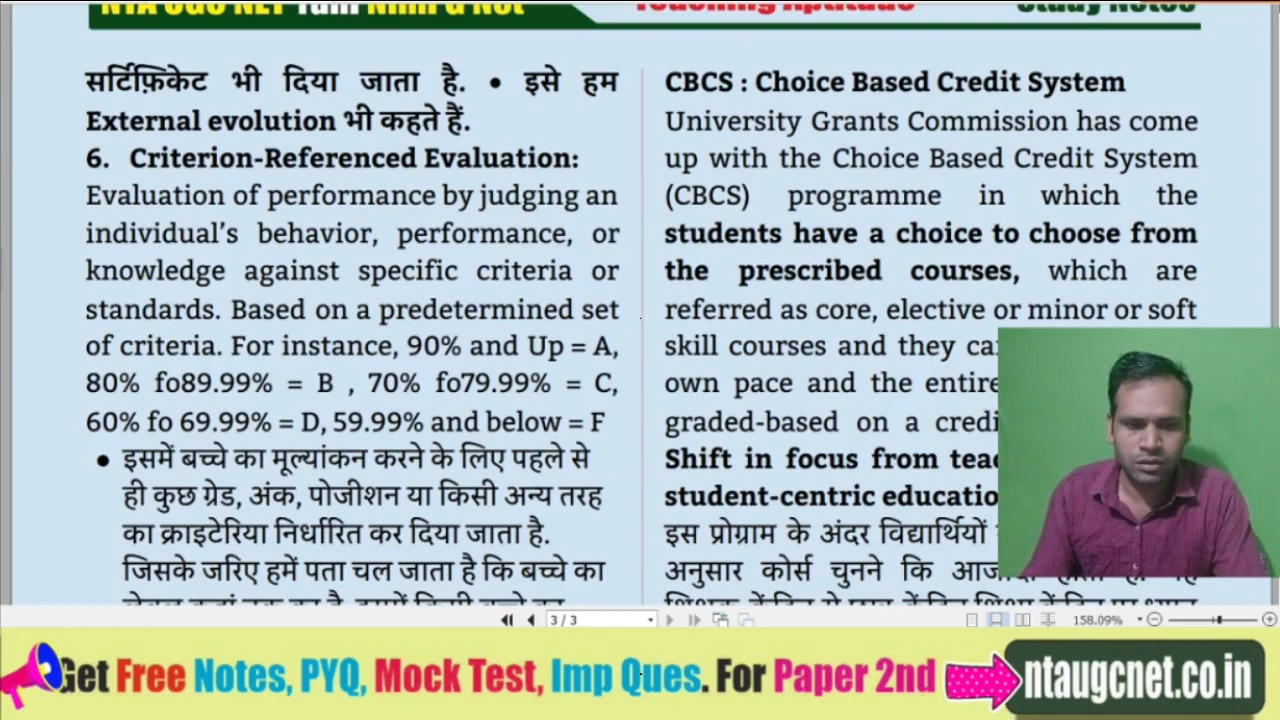 NTA UGC NET
Teaching Aptitude
Study Notes
सर्टिफ़िकेट भी दिया जाता है. • इसे हम
External evolution भी कहते हैं.
6. Criterion-Referenced Evaluation:
Evaluation of performance by judging an
individual's behavior, performance, or
knowledge against specific criteria or
standards. Based on a predetermined set
of criteria. For instance, 90% and Up = A,
80% fo89.99% = B , 70% fo79.99% = C,
60% fo 69.99% = D, 59.99% and below = F
• इसमें बच्चे का मूल्यांकन करने के लिए पहले से
ही कुछ ग्रेड, अंक, पोजीशन या किसी अन्य तरह
का क्राइटेरिया निर्धारित कर दिया जाता है.
जिसके जरिए हमें पता चल जाता है कि बच्चे का
CBCS : Choice Based Credit System
University Grants Commission has come
up with the Choice Based Credit System
(CBCS) programme in which the
students have a choice to choose from
the prescribed courses, which are
referred as core, elective or minor or soft
skill courses and they
own pace and the entire
graded-based on a
Shift in focus from
student-centric
इस प्रोग्राम के अंदर विद्यार्थियों
अनुसार कोर्स चुनने कि
3 / 3
158.09%
Get Free Notes, PYQ, Mock Test, Imp Ques. For Paper 2nd
ntaugcnet.co.in